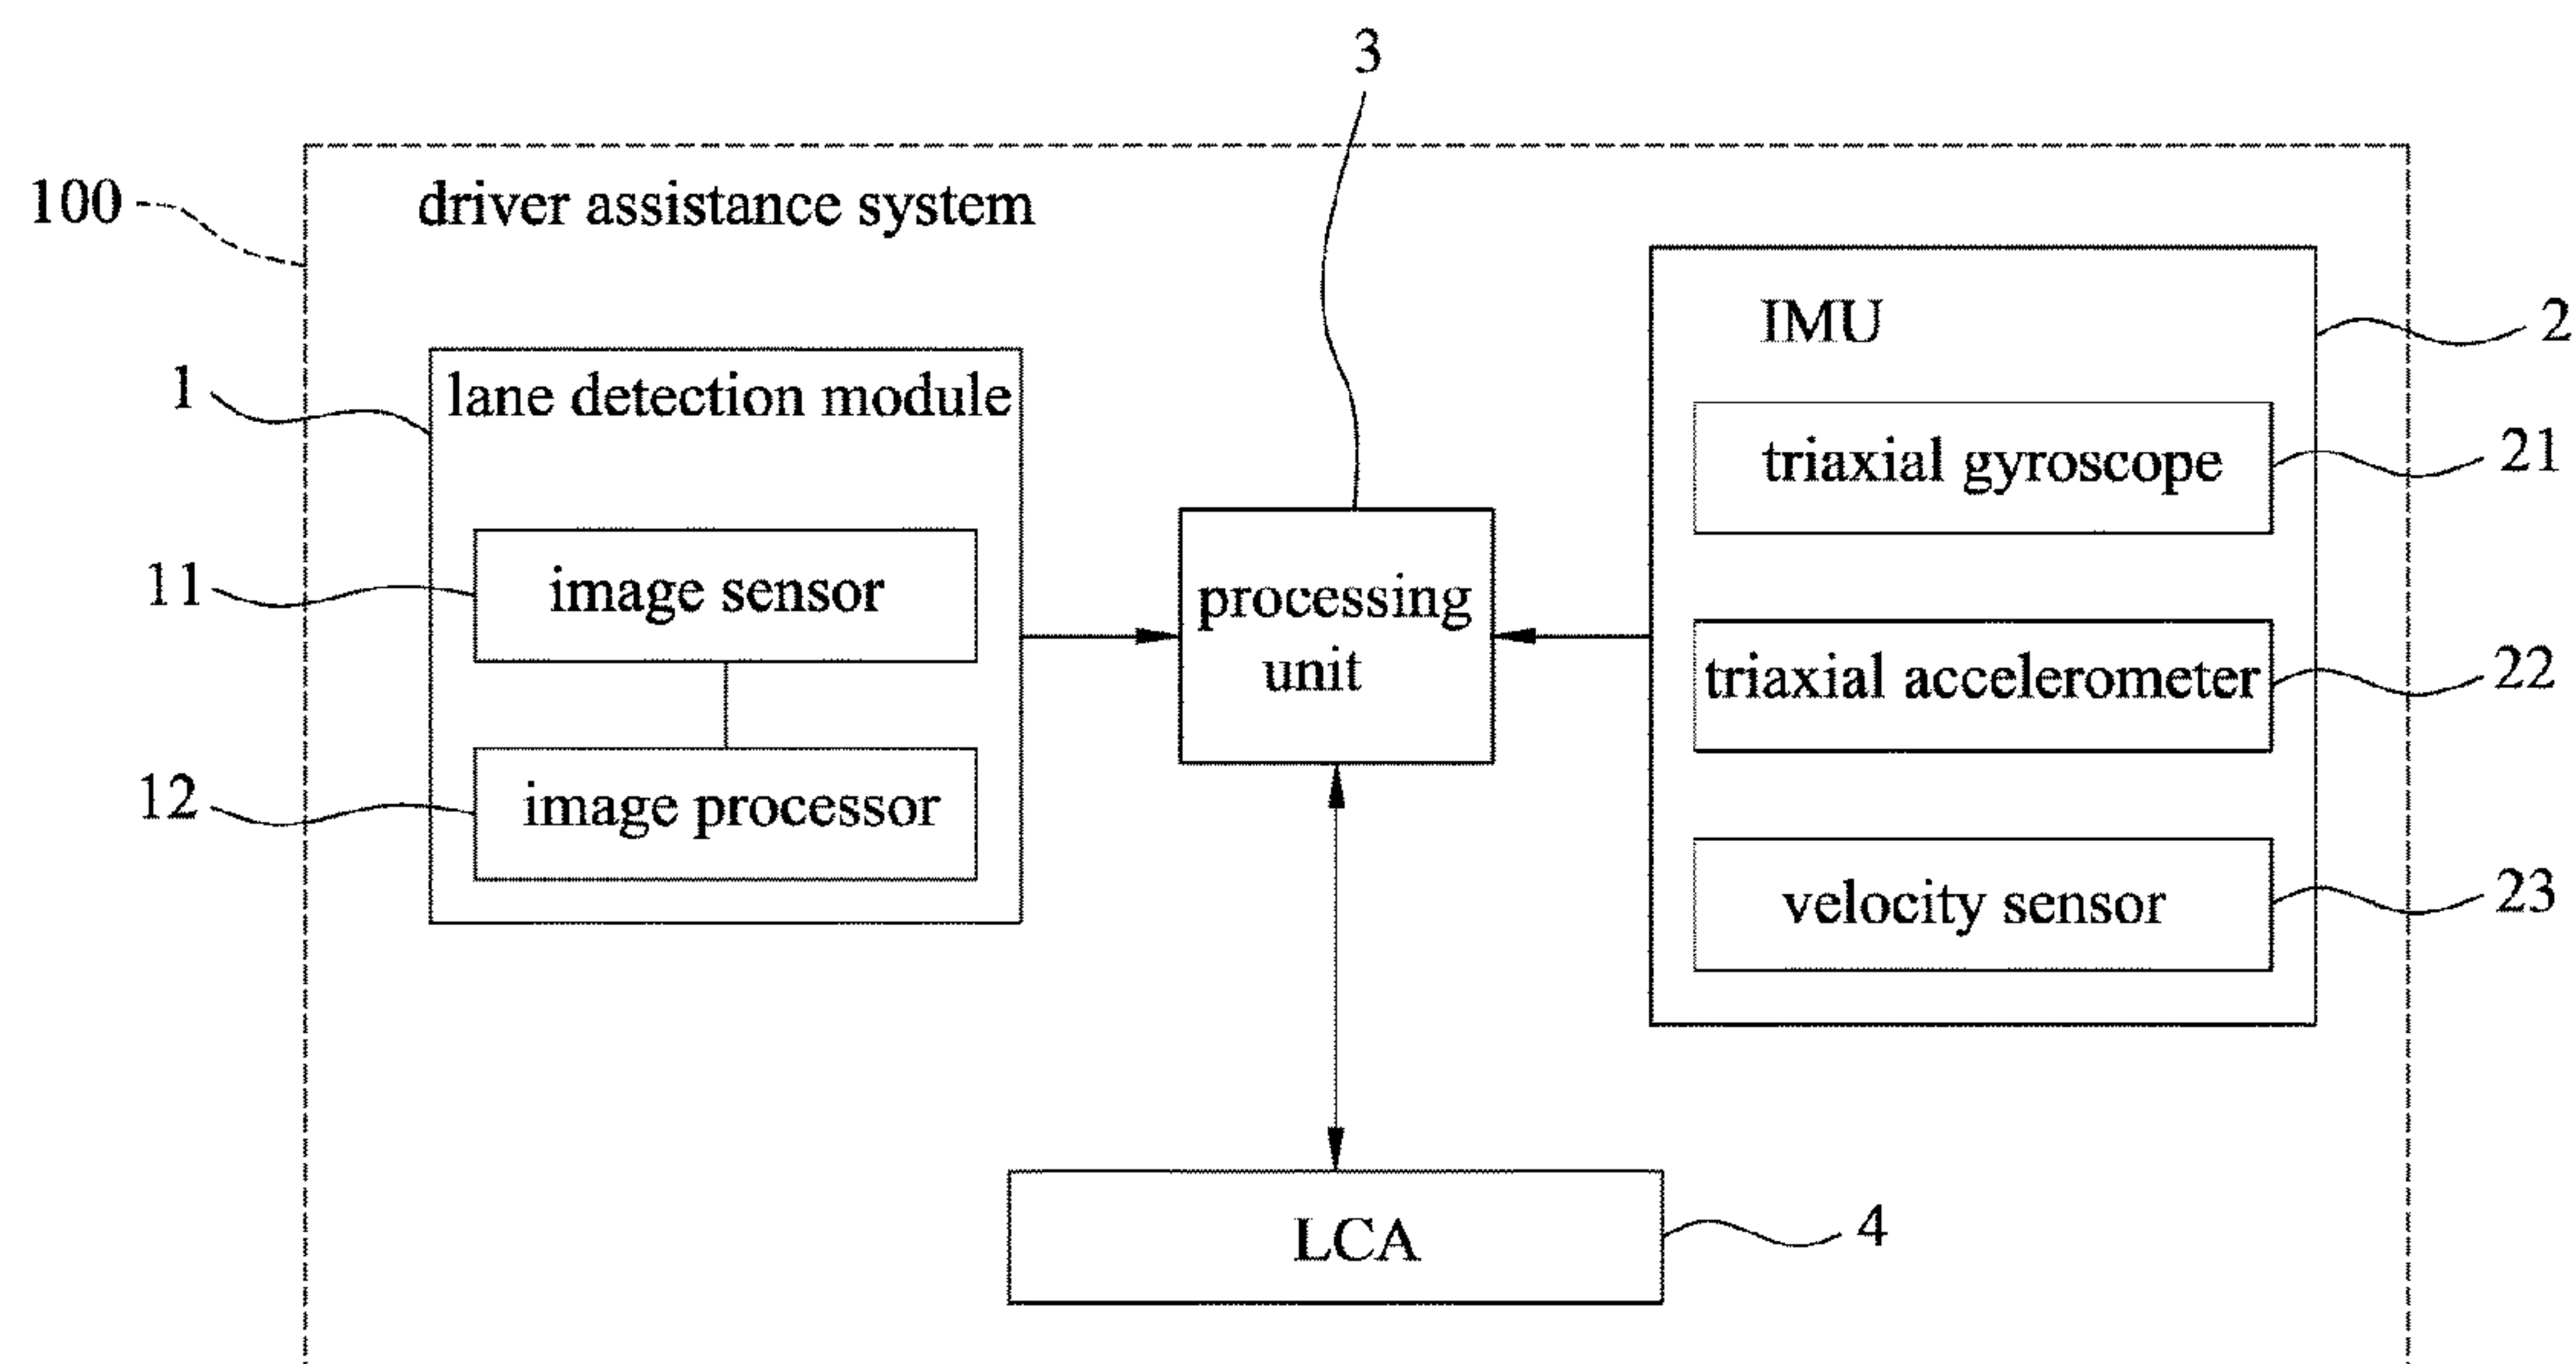 3
100
driver assistance system
IMU
2
1
lane detection module
triaxial gyroscope
21
11
image sensor
processing
unit
triaxial accelerometer
22
12
image processor
velocity sensor
23
LCA
4